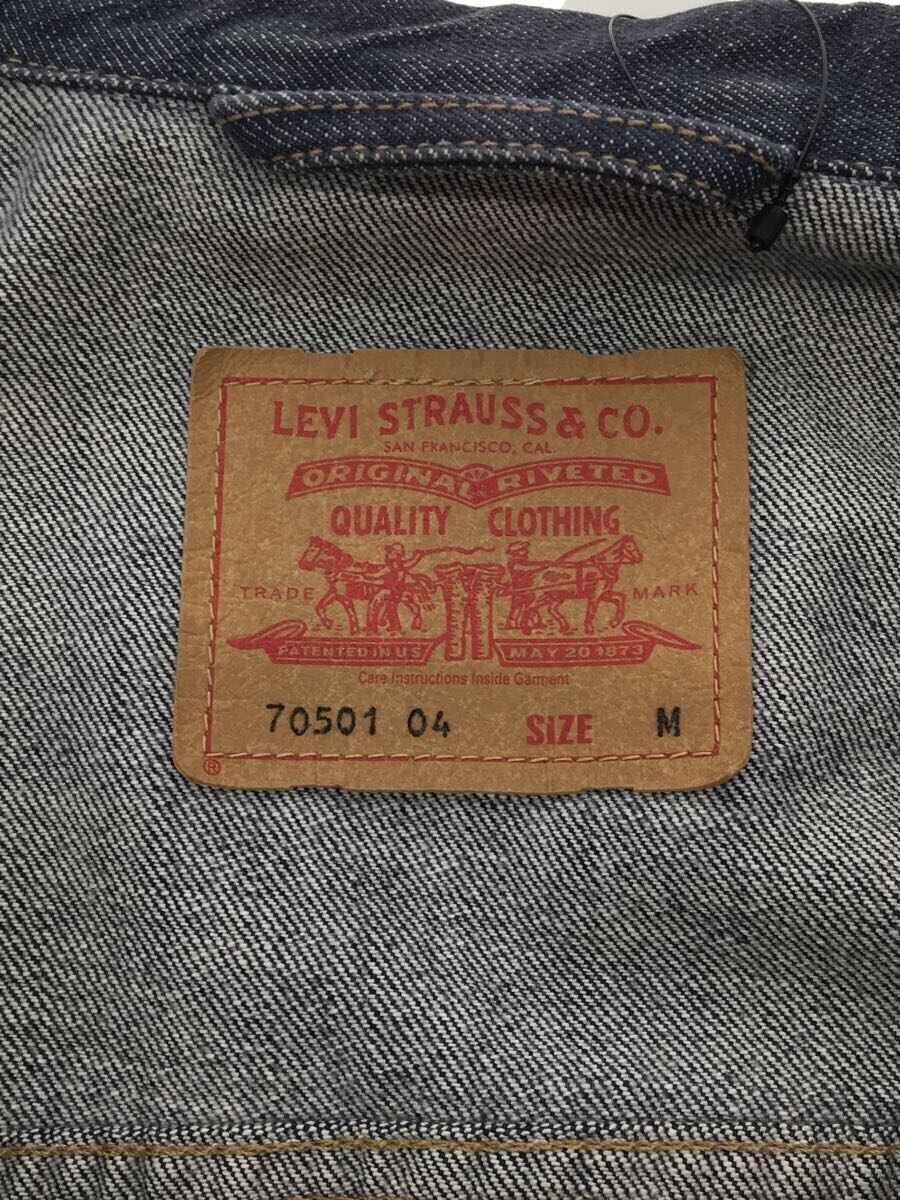 LEVI STRAUSS & CO.
SAN FRANCISCO, CAL.
ORIGINAL RIVETED
QUALITY CLOTHING
TRADE MARK
PATENTED IN US MAY 20 1873
Care Instructions Inside Garment
70501 04 SiZE M
®